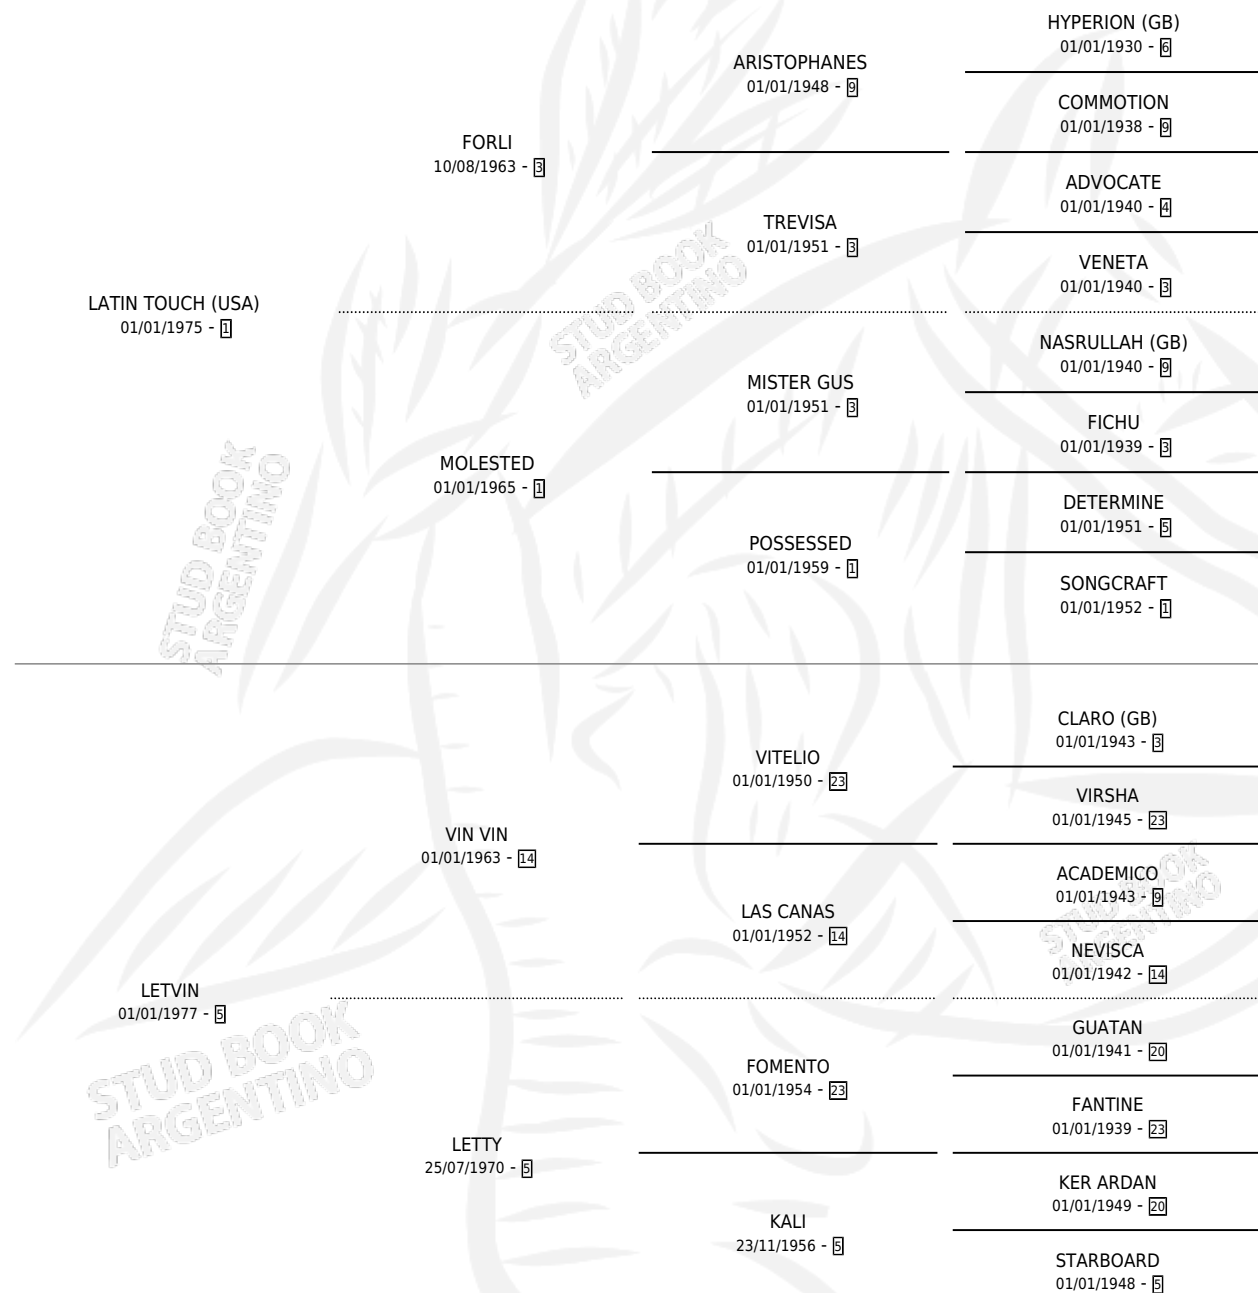 HYPERION (GB)
01/01/1930 - 6
ARISTOPHANES
01/01/1948 - 9
COMMOTION
01/01/1938 - 9
FORLI
10/08/1963 - 3
ADVOCATE
01/01/1940 - 4
TREVISA
01/01/1951 - 3
VENETA
01/01/1940 - 3
STUD BOOK
ARGENTINO
LATIN TOUCH (USA)
01/01/1975 - 1
NASRULLAH (GB)
01/01/1940 - 9
MISTER GUS
01/01/1951 - 3
FICHU
01/01/1939 - 3
MOLESTED
01/01/1965 - 1
DETERMINE
01/01/1951 - 5
POSSESSED
01/01/1959 - 1
SONGCRAFT
01/01/1952 - 1
STUD BOOK
ARGENTINO
CLARO (GB)
01/01/1943 - 3
VITELIO
01/01/1950 - 23
VIRSHA
01/01/1945 - 23
VIN VIN
01/01/1963 - 14
ACADEMICO
01/01/1943 - 9
LAS CANAS
01/01/1952 - 14
NEVISCA
01/01/1942 - 14
STUD BOOK
ARGENTINO
LETVIN
01/01/1977 - 5
GUATAN
01/01/1941 - 20
FOMENTO
01/01/1954 - 23
FANTINE
01/01/1939 - 23
STUD BOOK
ARGENTINO
LETTY
25/07/1970 - 5
KER ARDAN
01/01/1949 - 20
KALI
23/11/1956 - 5
STARBOARD
01/01/1948 - 5